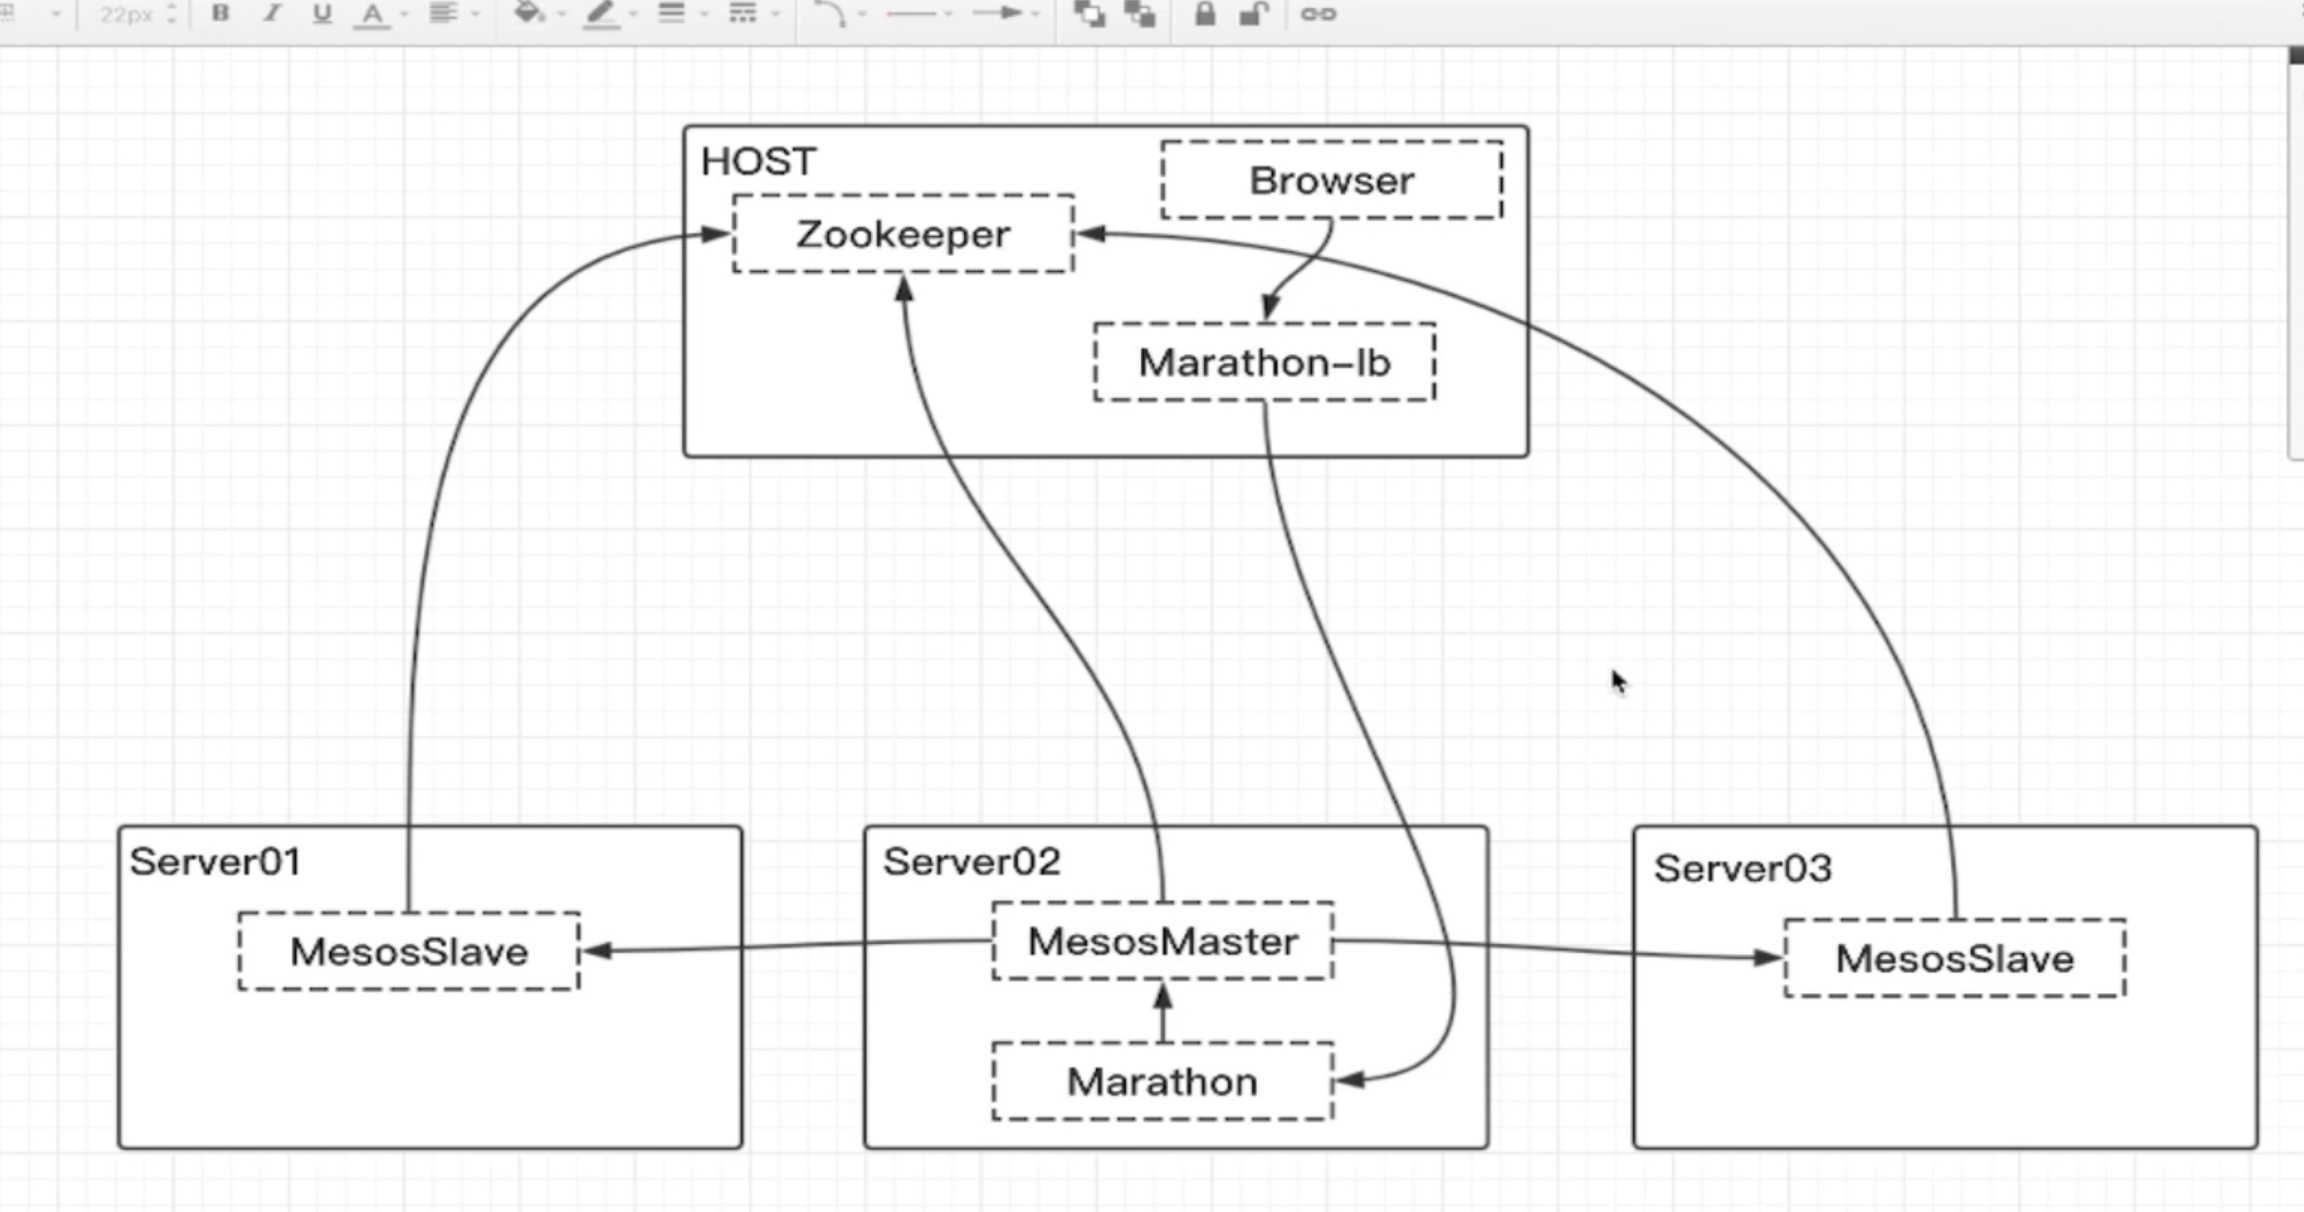 22px
B I U A
HOST
Browser
Zookeeper
Marathon-lb
Server01
Server02
Server03
MesosSlave
MesosMaster
MesosSlave
Marathon